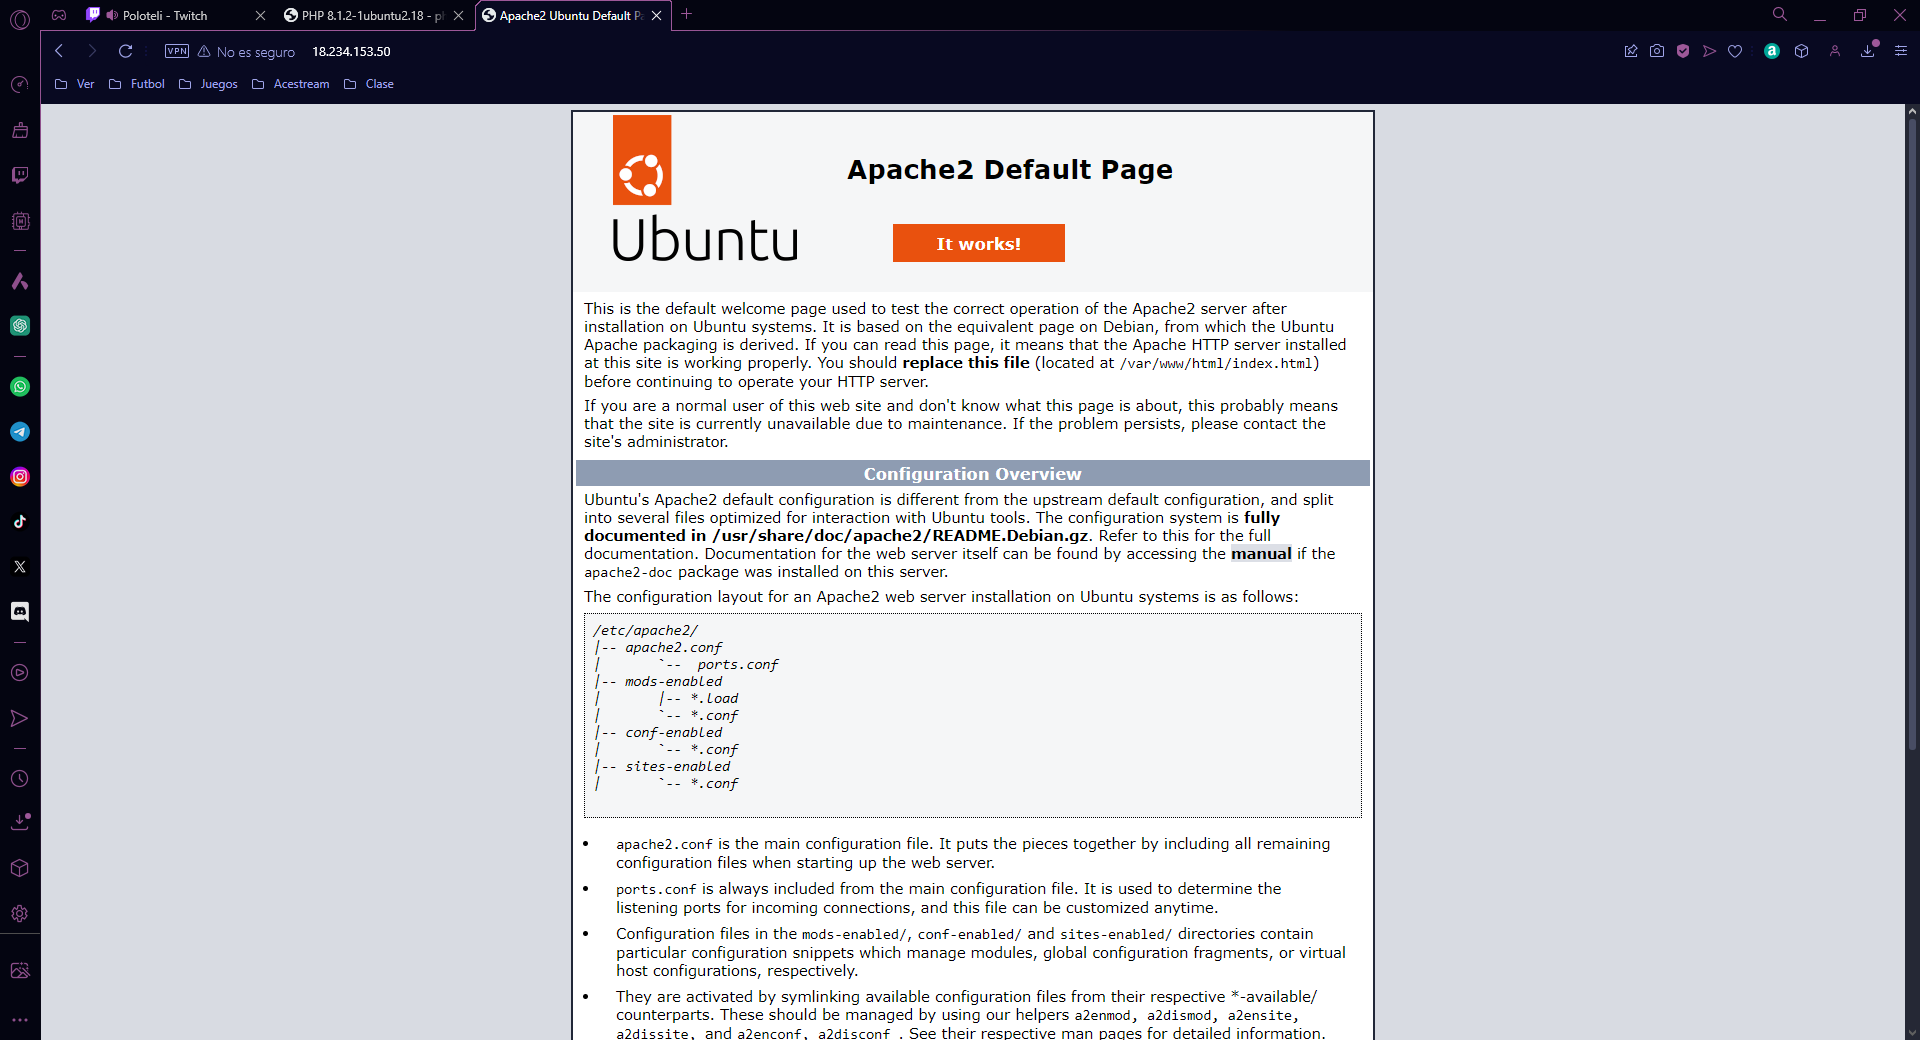 Poloteli - Twitch
PHP 8.1.2-1ubuntu2.18 - p
Apache2 Ubuntu Default P
VPN
No es seguro
18.234.153.50
Ver
Futbol
Juegos
Acestream
Clase
Ubuntu
Apache2 Default Page
It works!
This is the default welcome page used to test the correct operation of the Apache2 server after
installation on Ubuntu systems. It is based on the equivalent page on Debian, from which the Ubuntu
Apache packaging is derived. If you can read this page, it means that the Apache HTTP server installed
at this site is working properly. You should replace this file (located at /var/www/html/index.html)
before continuing to operate your HTTP server.
If you are a normal user of this web site and don't know what this page is about, this probably means
that the site is currently unavailable due to maintenance. If the problem persists, please contact the
site's administrator.
Configuration Overview
Ubuntu's Apache2 default configuration is different from the upstream default configuration, and split
into several files optimized for interaction with Ubuntu tools. The configuration system is fully
documented in /usr/share/doc/apache2/README.Debian.gz. Refer to this for the full
documentation. Documentation for the web server itself can be found by accessing the manual if the
apache2-doc package was installed on this server.
The configuration layout for an Apache2 web server installation on Ubuntu systems is as follows:
/etc/apache2/
|-- apache2.conf
|       `--  ports.conf
|-- mods-enabled
|       |-- *.load
|       `-- *.conf
|-- conf-enabled
|       `-- *.conf
|-- sites-enabled
|       `-- *.conf
• apache2.conf is the main configuration file. It puts the pieces together by including all remaining
configuration files when starting up the web server.
• ports.conf is always included from the main configuration file. It is used to determine the
listening ports for incoming connections, and this file can be customized anytime.
• Configuration files in the mods-enabled/, conf-enabled/ and sites-enabled/ directories contain
particular configuration snippets which manage modules, global configuration fragments, or virtual
host configurations, respectively.
• They are activated by symlinking available configuration files from their respective *-available/
counterparts. These should be managed by using our helpers a2enmod, a2dismod, a2ensite,
a2dissite, and a2enconf, a2disconf . See their respective man pages for detailed information.